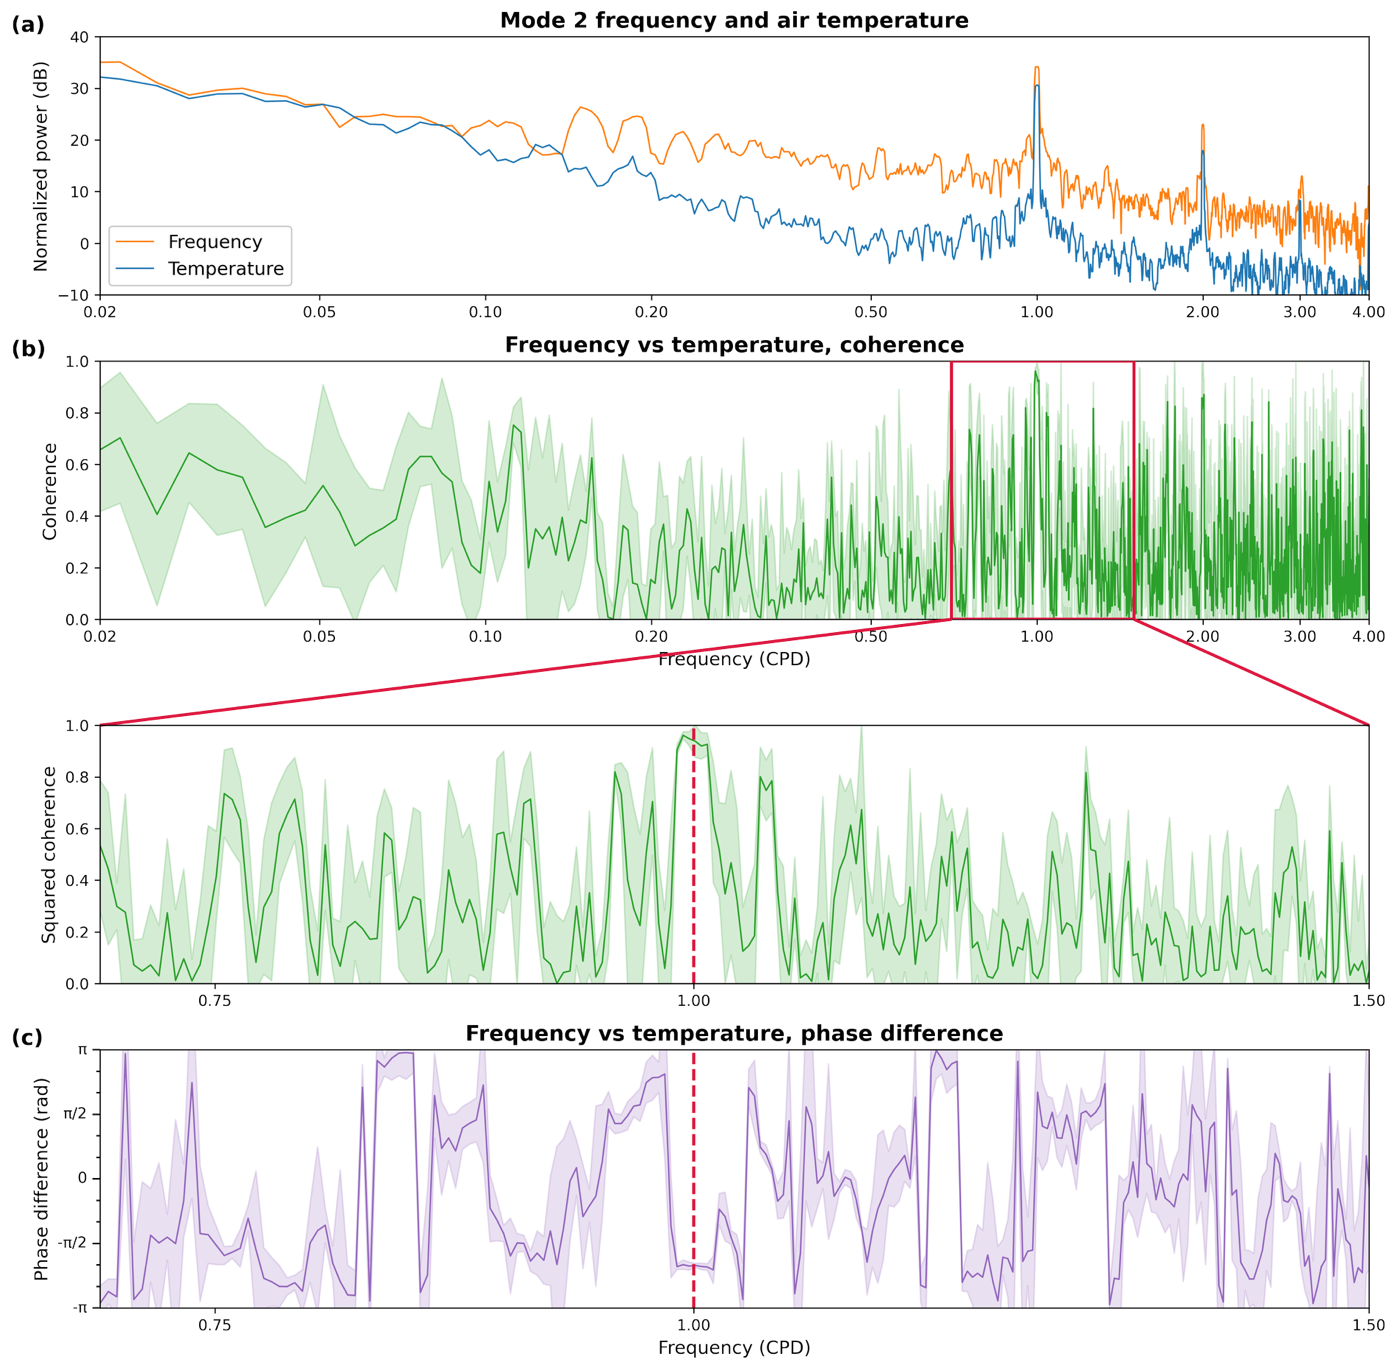 (a)
Mode 2 frequency and air temperature
Normalized power (dB)
40
30
20
10
0
−10
Frequency
Temperature
0.02 0.05 0.10 0.20 0.50 1.00 2.00 3.00 4.00
(b)
Frequency vs temperature, coherence
Coherence
1.0
0.8
0.6
0.4
0.2
0.0
0.02 0.05 0.10 0.20 0.50 1.00 2.00 3.00 4.00
Frequency (CPD)
Squared coherence
1.0
0.8
0.6
0.4
0.2
0.0
0.75 1.00 1.50
(c)
Frequency vs temperature, phase difference
Phase difference (rad)
π
π/2
0
-π/2
-π
0.75 1.00 1.50
Frequency (CPD)